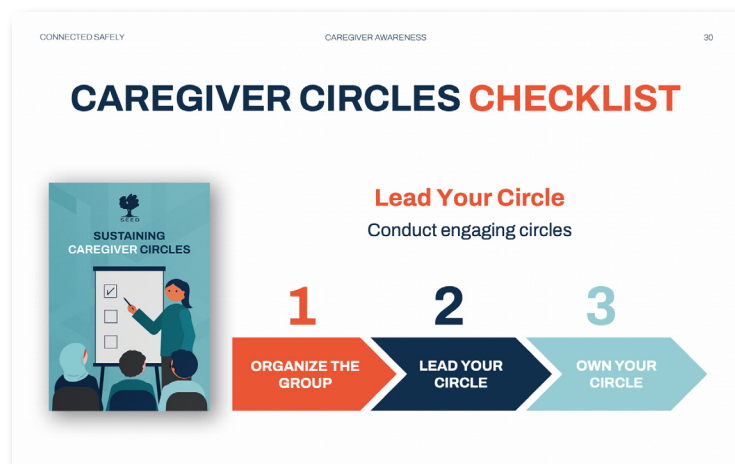 CONNECTED SAFELY
CAREGIVER AWARENESS
30
CAREGIVER CIRCLES CHECKLIST
SEED
SUSTAINING
CAREGIVER CIRCLES
Lead Your Circle
Conduct engaging circles
1
2
3
ORGANIZE THE
GROUP
LEAD YOUR
CIRCLE
OWN YOUR
CIRCLE